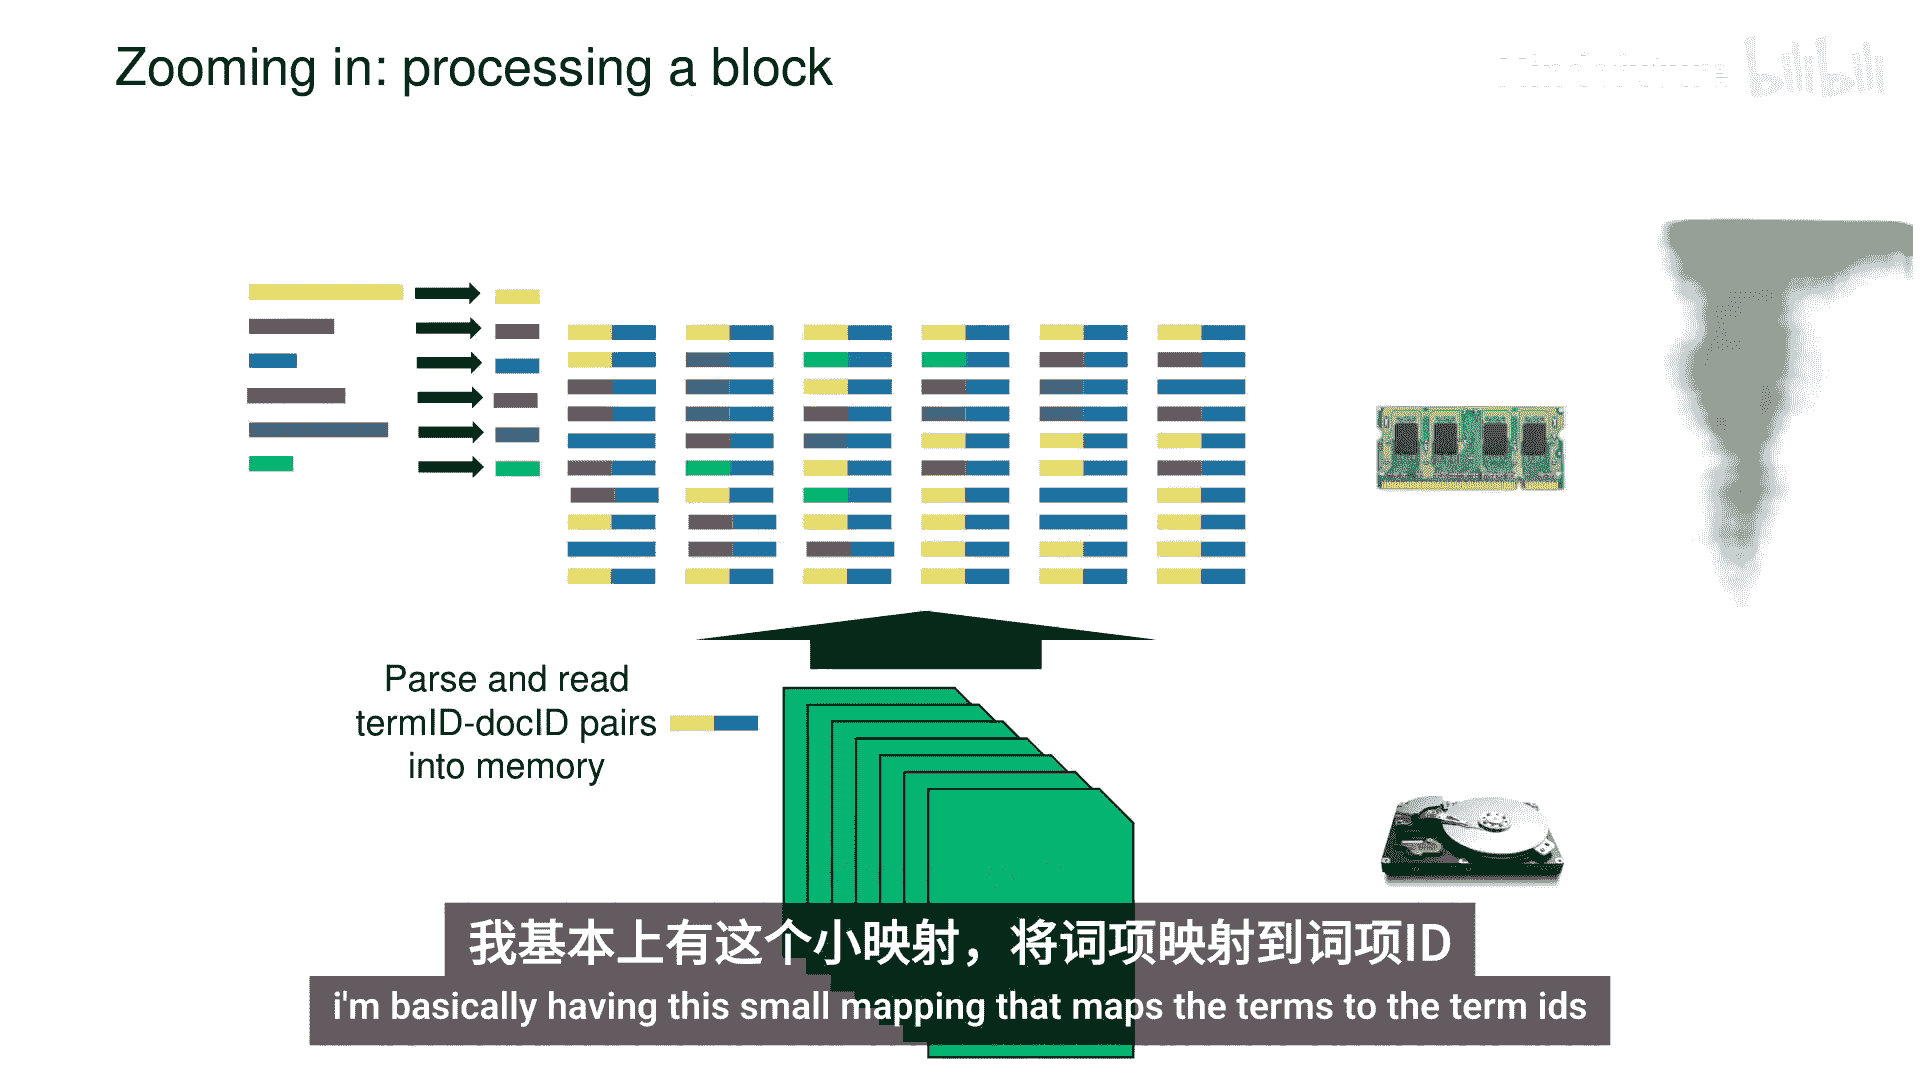 Zooming in: processing a block
bilibili
Parse and read
termID-docID pairs
into memory
我基本上有这个小映射，将词项映射到词项ID
i'm basically having this small mapping that maps the terms to the term ids